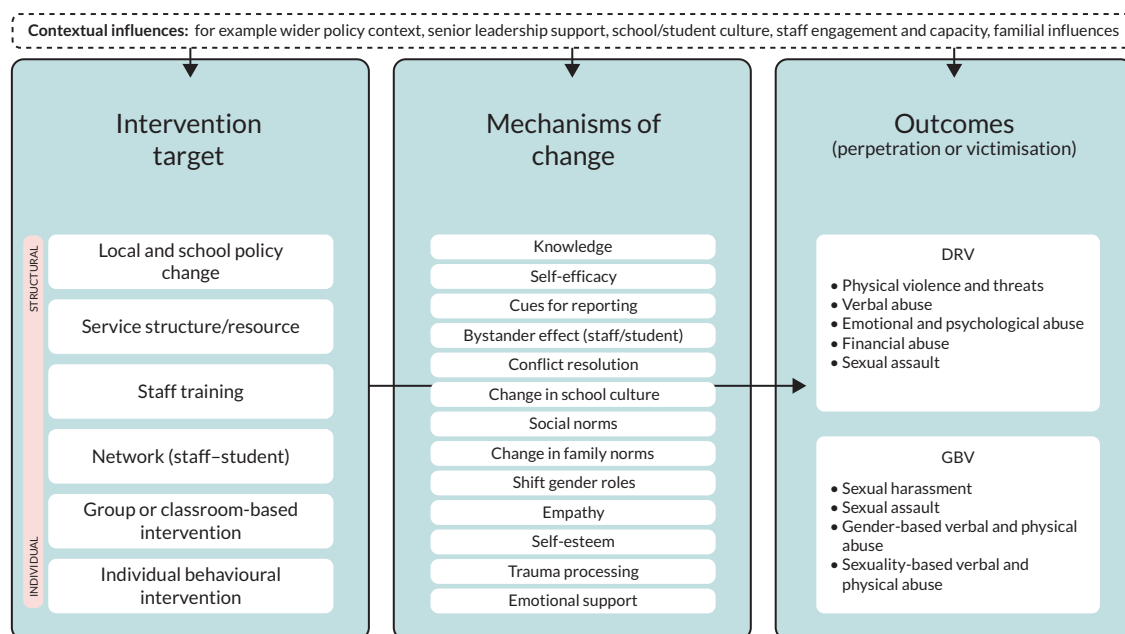 Contextual influences: for example wider policy context, senior leadership support, school/student culture, staff engagement and capacity, familial influences
Intervention
target
STRUCTURAL
INDIVIDUAL
Local and school policy
change
Service structure/resource
Staff training
Network (staff–student)
Group or classroom-based
intervention
Individual behavioural
intervention
Mechanisms of
change
Knowledge
Self-efficacy
Cues for reporting
Bystander effect (staff/student)
Conflict resolution
Change in school culture
Social norms
Change in family norms
Shift gender roles
Empathy
Self-esteem
Trauma processing
Emotional support
Outcomes
(perpetration or victimisation)
DRV
• Physical violence and threats
• Verbal abuse
• Emotional and psychological abuse
• Financial abuse
• Sexual assault
GBV
• Sexual harassment
• Sexual assault
• Gender-based verbal and physical
abuse
• Sexuality-based verbal and
physical abuse